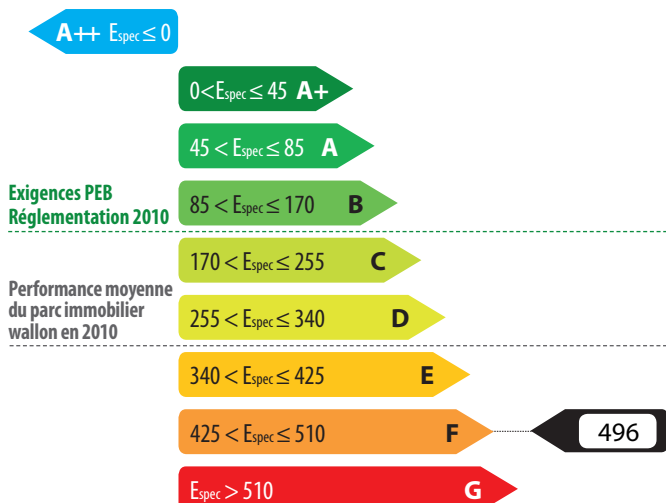 A++ Espec ≤ 0
0<Espec ≤ 45 A+
45 < Espec ≤ 85 A
Exigences PEB
Réglementation 2010
85 < Espec ≤ 170 B
170 < Espec ≤ 255 C
Performance moyenne
du parc immobilier
wallon en 2010
255 < Espec ≤ 340 D
340 < Espec ≤ 425 E
425 < Espec ≤ 510 F
496
Espec > 510 G